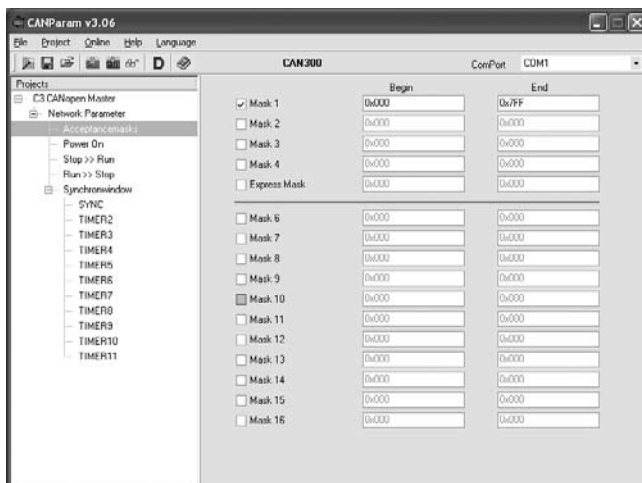 CANParam v3.06
File Project Online Help Language
D CAN300 ComPort COM1
Projects
C3 CANopen Master
Network Parameter
Acceptancemasks
Power On
Stop >> Run
Run >> Stop
Synchronwindow
SYNC
TIMER2
TIMER3
TIMER4
TIMER5
TIMER6
TIMER7
TIMER8
TIMER9
TIMER10
TIMER11
Begin End
Mask 1 0x000 0x7FF
Mask 2 0x000 0x000
Mask 3 0x000 0x000
Mask 4 0x000 0x000
Express Mask 0x000 0x000
Mask 6 0x000 0x000
Mask 7 0x000 0x000
Mask 8 0x000 0x000
Mask 9 0x000 0x000
Mask 10 0x000 0x000
Mask 11 0x000 0x000
Mask 12 0x000 0x000
Mask 13 0x000 0x000
Mask 14 0x000 0x000
Mask 15 0x000 0x000
Mask 16 0x000 0x000